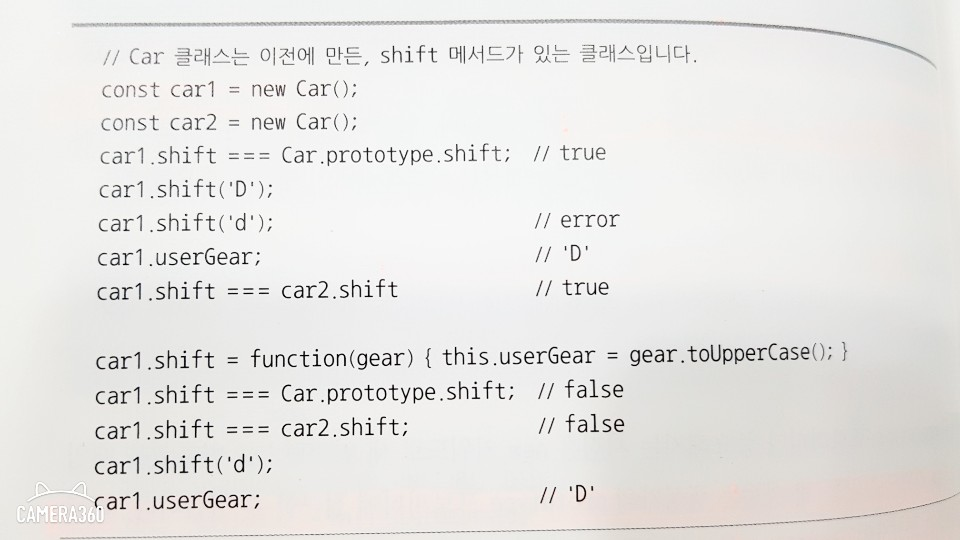 // Car 클래스는 이전에 만든, shift 메서드가 있는 클래스입니다.
const car1 = new Car();
const car2 = new Car();
car1.shift === Car.prototype.shift; // true
car1.shift('D');
car1.shift('d'); // error
car1.userGear; // 'D'
car1.shift === car2.shift // true
car1.shift = function(gear) { this.userGear = gear.toUpperCase(); }
car1.shift === Car.prototype.shift; // false
car1.shift === car2.shift; // false
car1.shift('d');
car1.userGear; // 'D'
CAMERA360